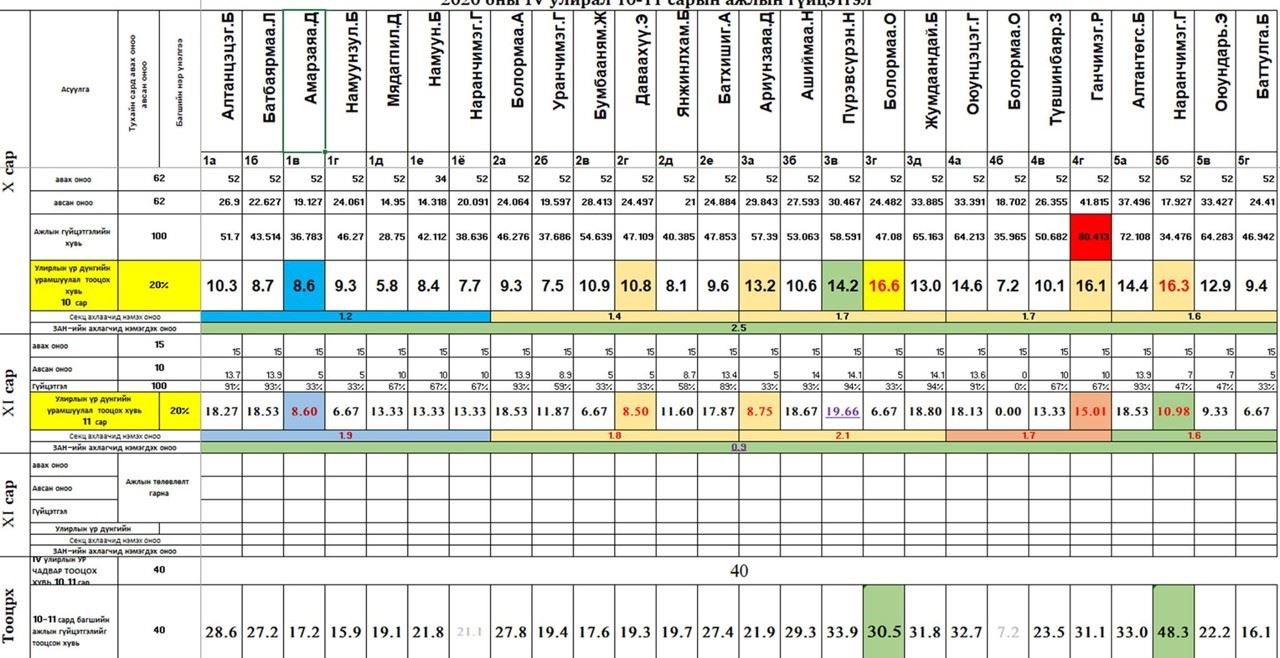 2020 оны IV улирал 10-11 сарын ажлын гүйцэтгэл
Х сар
Асуулга
Тухайн сард авах оноо авсан оноо
Багшийн нэр үнэлгээ
Алтанцэцэг.Б Батбаярмаа.Л Амарзаяа.Д Намуунзул.Б Мядагпил.Д Намуун.Б Наранчимэг.Г Болормаа.А Уранчимэг.Г Бумбааням.Ж Даваахүү.Э Янжинлхам.Б Батхишиг.А Ариунзаяа.Д Ашиймаа.Н Пүрэвсүрэн.Н Болормаа.О Жумдаандай.Б Оюунцэцэг.Г Болормаа.О Түвшинбаяр.З Ганчимэг.Р Алтантөгс.Б Наранчимэг.Г Оюундарь.Э Баттулга.Б
1а 1б 1в 1г 1д 1е 1ё 2а 2б 2в 2г 2д 2е 3а 3б 3в 3г 3д 4а 4б 4в 4г 5а 5б 5в 5г
авах оноо 62 52 52 52 52 52 34 52 52 52 52 52 52 52 52 52 52 52 52 52 52 52 52 52 52 52 52
авсан оноо 62 26.9 22.627 19.127 24.061 14.95 14.318 20.091 24.064 19.597 28.413 24.497 21 24.884 29.843 27.593 30.467 24.482 33.885 33.391 18.702 26.355 41.815 37.496 17.927 33.427 24.41
Ажлын гүйцэтгэлийн хувь 100 51.7 43.514 36.783 46.27 28.75 42.112 38.636 46.276 37.686 54.639 47.109 40.385 47.853 57.39 53.063 58.591 47.08 65.163 64.213 35.965 50.682 80.413 72.108 34.476 64.283 46.942
Улирлын үр дүнгийн урамшуулал тооцох хувь 10 сар 20% 10.3 8.7 8.6 9.3 5.8 8.4 7.7 9.3 7.5 10.9 10.8 8.1 9.6 13.2 10.6 14.2 16.6 13.0 14.6 7.2 10.1 16.1 14.4 16.3 12.9 9.4
Секц ахлаачид нэмэх оноо 1.2 1.4 1.7 1.7 1.6
ЗАН-ийн ахлагчид нэмэгдэх оноо 2.5
XI сар
авах оноо 15 15 15 15 15 15 15 15 15 15 15 15 15 15 15 15 15 15 15 15 15 15 15 15 15 15 15
Авсан оноо 10 13.7 13.9 5 5 10 10 10 13.9 8.9 5 5 8.7 13.4 5 14 14.1 5 14.1 13.6 0 10 10 13.9 7 7 5
Гүйцэтгэл 100 91% 93% 33% 33% 67% 67% 67% 93% 59% 33% 33% 58% 89% 33% 93% 94% 33% 94% 91% 0% 67% 67% 93% 47% 47% 33%
Улирлын үр дүнгийн урамшуулал тооцох хувь 11 сар 20% 18.27 18.53 8.60 6.67 13.33 13.33 13.33 18.53 11.87 6.67 8.50 11.60 17.87 8.75 18.67 19.66 6.67 18.80 18.13 0.00 13.33 15.01 18.53 10.98 9.33 6.67
Секц ахлаачид нэмэх оноо 1.9 1.8 2.1 1.7 1.6
ЗАН-ийн ахлагчид нэмэгдэх оноо 0.9
XI сар
авах оноо
Авсан оноо
Ажлын төлөвлөлт гарна
Гүйцэтгэл
Улирлын үр дүнгийн
Секц ахлаачид нэмэх оноо
ЗАН-ийн ахлагчид нэмэгдэх оноо
IV улирлын УР ЧАДВАР ТООЦОХ ХУВЬ 10 11 сар 40 40
Тооцрх
10-11 сард багшийн ажлын гүйцэтгэлийг тооцсон хувь 40 28.6 27.2 17.2 15.9 19.1 21.8 21.1 27.8 19.4 17.6 19.3 19.7 27.4 21.9 29.3 33.9 30.5 31.8 32.7 7.2 23.5 31.1 33.0 48.3 22.2 16.1